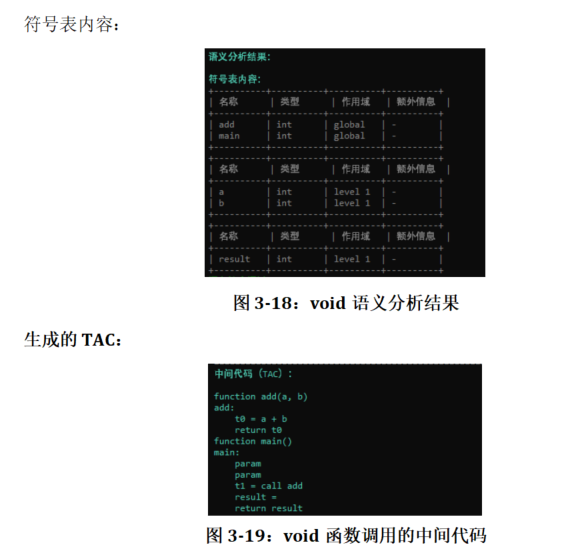 符号表内容：
语义分析结果：
符号表内容：
+---------+---------+---------+---------+
| 名称 | 类型 | 作用域 | 额外信息 |
+---------+---------+---------+---------+
| add | int | global | - |
| main | int | global | - |
+---------+---------+---------+---------+
+---------+---------+---------+---------+
| 名称 | 类型 | 作用域 | 额外信息 |
+---------+---------+---------+---------+
| a | int | level 1 | - |
| b | int | level 1 | - |
+---------+---------+---------+---------+
+---------+---------+---------+---------+
| 名称 | 类型 | 作用域 | 额外信息 |
+---------+---------+---------+---------+
| result | int | level 1 | - |
+---------+---------+---------+---------+
图 3-18：void 语义分析结果
生成的 TAC：
中间代码（TAC）：
function add(a, b)
add:
t0 = a + b
return t0
function main()
main:
param
param
t1 = call add
result =
return result
图 3-19：void 函数调用的中间代码